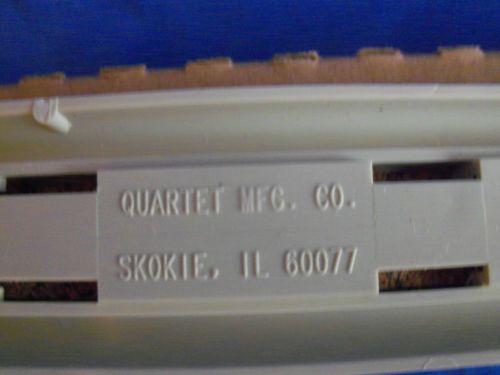 QUARTET MFG. CO.
SKOKIE, IL 60077